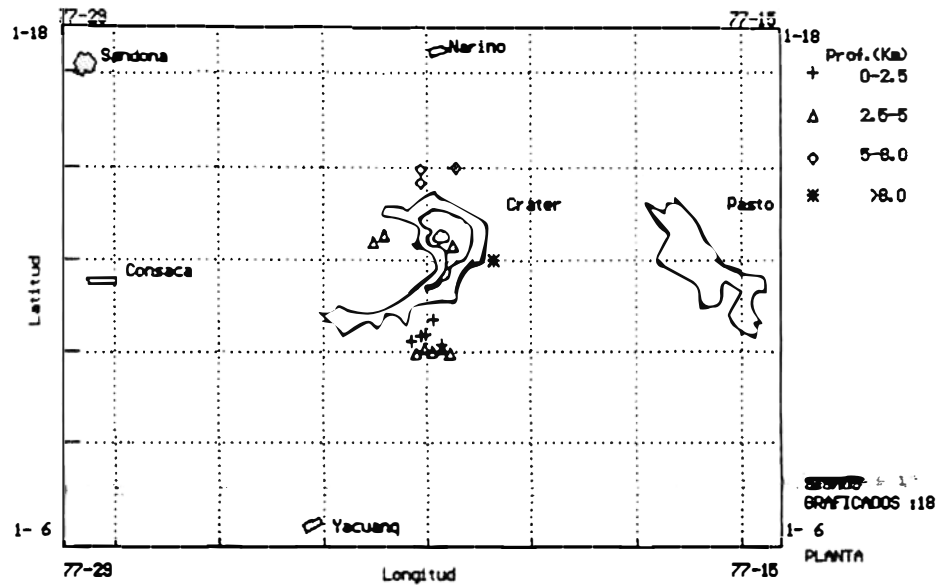 77-29 77-15
1-18 1-18
Sandona
Narino
Prof.(Km)
0-2.5
2.5-5
5-8.0
>8.0
Cráter
Pasto
Consaca
Latitud
Yacuanq
GRAFICADOS :18
1- 6 1- 6
PLANTA
77-29 77-15
Longitud